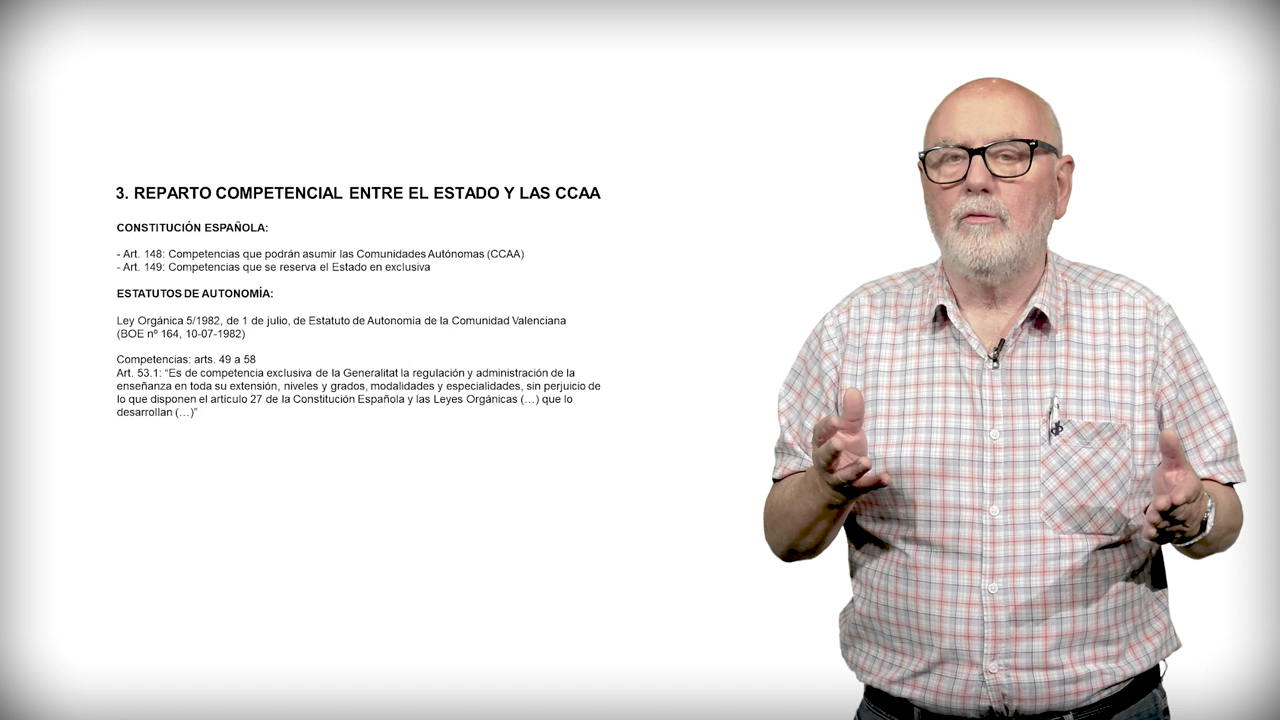 3. REPARTO COMPETENCIAL ENTRE EL ESTADO Y LAS CCAA
CONSTITUCIÓN ESPAÑOLA:
- Art. 148: Competencias que podrán asumir las Comunidades Autónomas (CCAA)
- Art. 149: Competencias que se reserva el Estado en exclusiva
ESTATUTOS DE AUTONOMÍA:
Ley Orgánica 5/1982, de 1 de julio, de Estatuto de Autonomia de la Comunidad Valenciana
(BOE nº 164, 10-07-1982)
Competencias: arts. 49 a 58
Art. 53.1: “Es de competencia exclusiva de la Generalitat la regulación y administración de la
enseñanza en toda su extensión, niveles y grados, modalidades y especialidades, sin perjuicio de
lo que disponen el artículo 27 de la Constitución Española y las Leyes Orgánicas (…) que lo
desarrollan (…)”